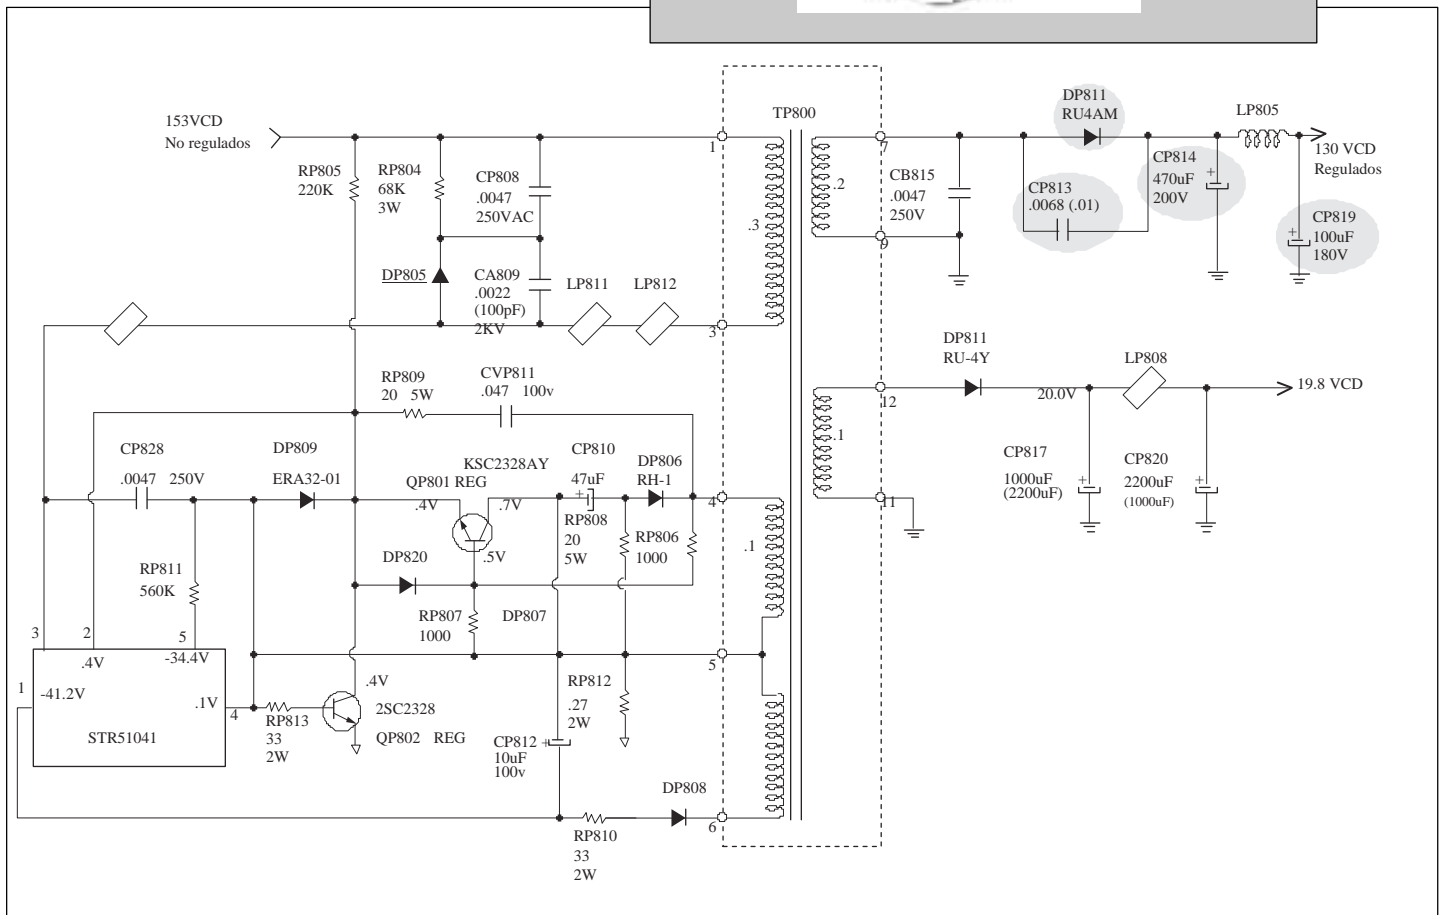 153VCD
No regulados
RP805
220K
RP804
68K
3W
CP808
.0047
250VAC
1
TP800
7
.3
.2
CB815
.0047
250V
DP811
RU4AM
LP805
130 VCD
Regulados
CP813
.0068 (.01)
CP814
470uF
200V
+
CP819
100uF
180V
+
9
DP805
CA809
.0022
(100pF)
2KV
LP811
LP812
3
DP811
RU-4Y
LP808
19.8 VCD
20.0V
12
.1
11
CP817
1000uF
(2200uF)
+
CP820
2200uF
(1000uF)
+
RP809
20 5W
CVP811
.047 100v
CP828
.0047 250V
DP809
ERA32-01
KSC2328AY
QP801 REG
.4V
.7V
.5V
CP810
47uF
+
RP808
20
5W
DP806
RH-1
4
RP806
1000
.1
RP811
560K
DP820
RP807
1000
DP807
5
3
2
5
.4V
-34.4V
1
-41.2V
.1V
4
STR51041
RP813
33
2W
.4V
2SC2328
QP802 REG
RP812
.27
2W
CP812
+
10uF
100v
DP808
6
RP810
33
2W